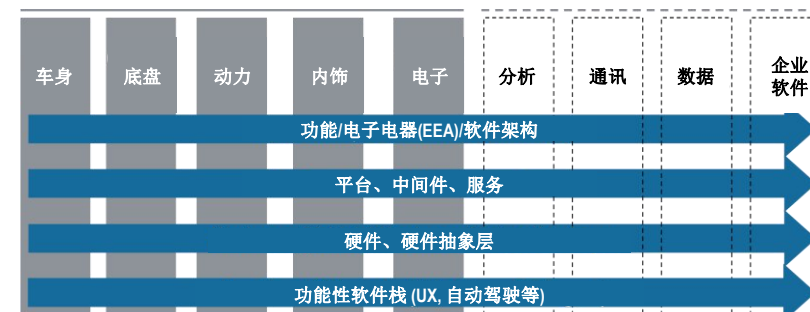 车身 底盘 动力 内饰 电子 分析 通讯 数据 企业
软件
功能/电子电器(EEA)/软件架构
平台、中间件、服务
硬件、硬件抽象层
功能性软件栈 (UX, 自动驾驶等)